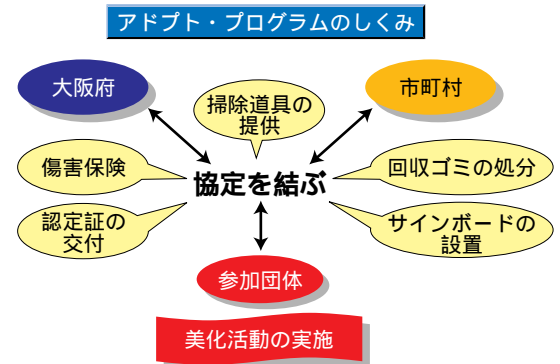 アドプト・プログラムのしくみ
大阪府
市町村
掃除道具の
提供
傷害保険
回収ゴミの処分
協定を結ぶ
認定証の
交付
サインボードの
設置
参加団体
美化活動の実施